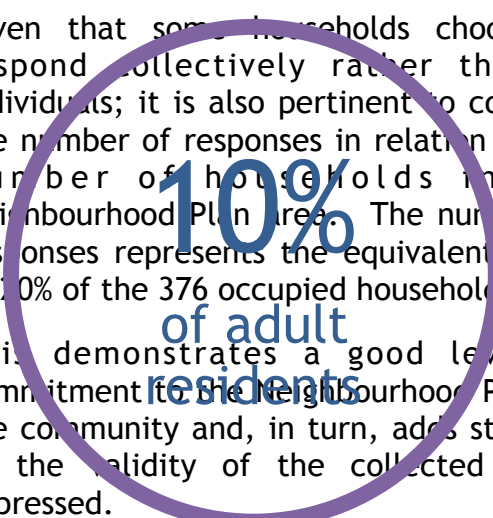 ven that some households choo
spond collectively rather th
dividuals; it is also pertinent to co
e number of responses in relation
umber of households in
ighbourhood Plan area. The num
sponses represents the equivalent
20% of the 376 occupied household
is demonstrates a good lev
mmitment to the Neighbourhood P
e community and, in turn, adds st
the validity of the collected
pressed.
10%
of adult
residents